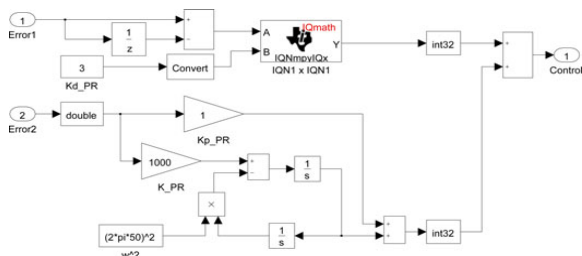 1
Error1
1
z
+
−
3
Kd_PR
Convert
A
B
IQmath
Y
IQNmpyIQx
IQN1 x IQN1
int32
+
+
1
Control
2
Error2
double
1
Kp_PR
1000
K_PR
+
−
1
s
×
(2*pi*50)^2
w^2
1
s
+
+
int32